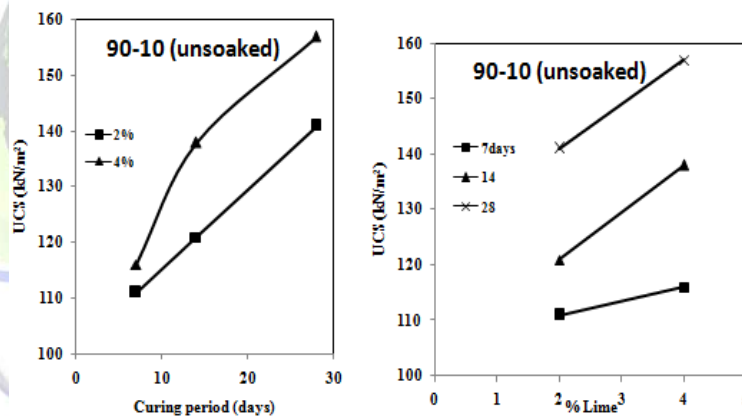 160
150
140
130
120
110
100
UCS (kN/m²)
90-10 (unsoaked)
2%
4%
0 10 20 30
Curing period (days)
160
150
140
130
120
110
100
UCS (kN/m²)
90-10 (unsoaked)
7days
14
28
0 1 2 3 4
% Lime